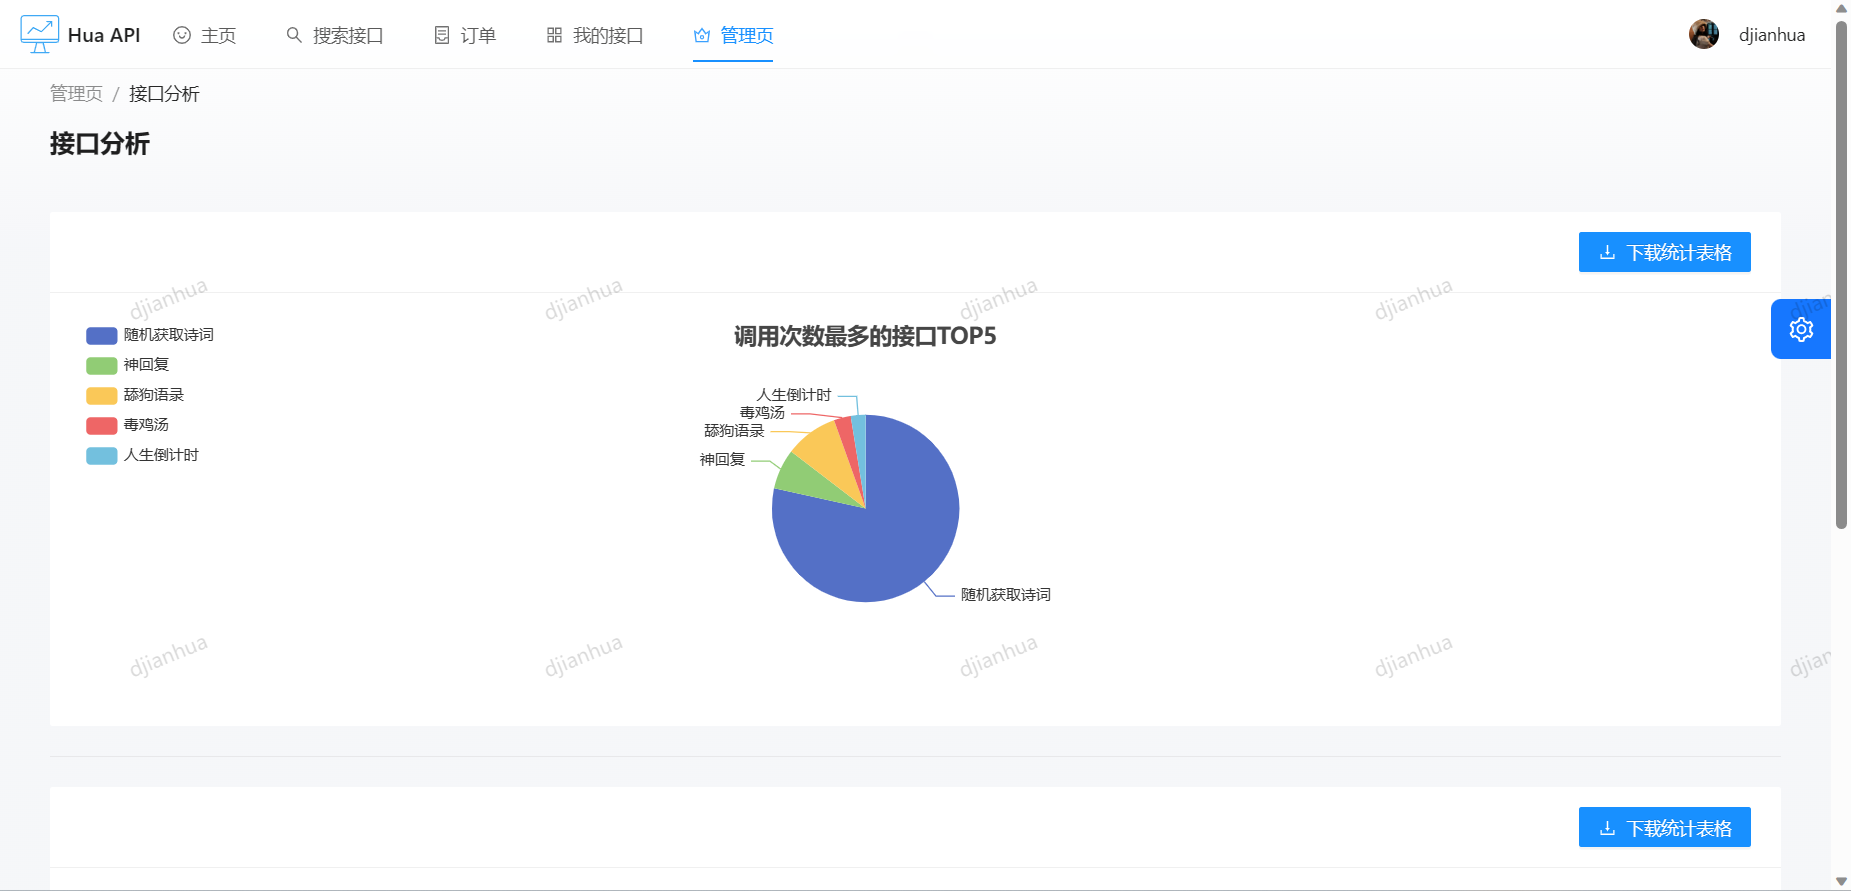 Hua API 主页 搜索接口 订单 我的接口 管理页 djianhua
管理页 / 接口分析
接口分析
下载统计表格
djianhua djianhua djianhua djianhua
随机获取诗词
神回复
舔狗语录
毒鸡汤
人生倒计时
调用次数最多的接口TOP5
人生倒计时
毒鸡汤
舔狗语录
神回复
随机获取诗词
djianhua djianhua djianhua djianhua djian
下载统计表格